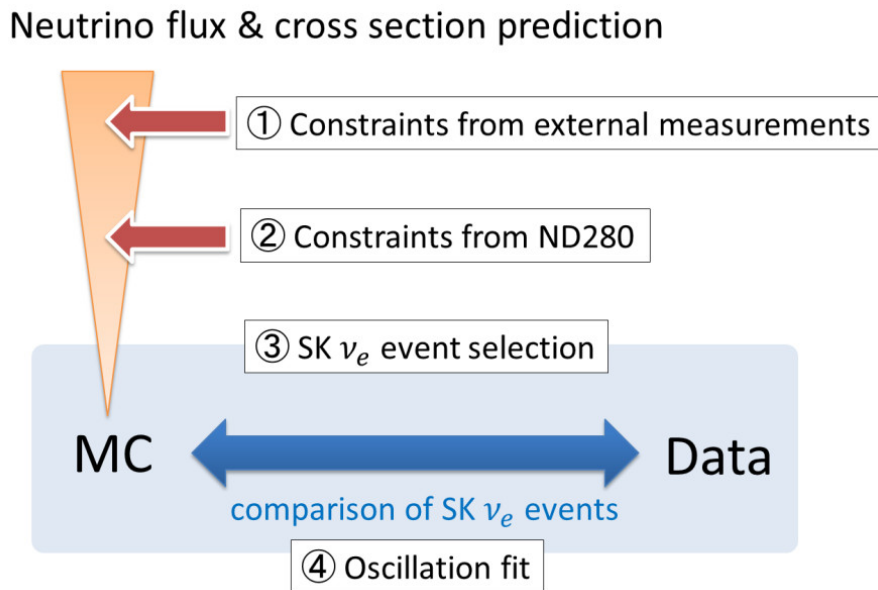 Neutrino flux & cross section prediction
① Constraints from external measurements
② Constraints from ND280
③ SK νe event selection
MC
Data
comparison of SK νe events
④ Oscillation fit